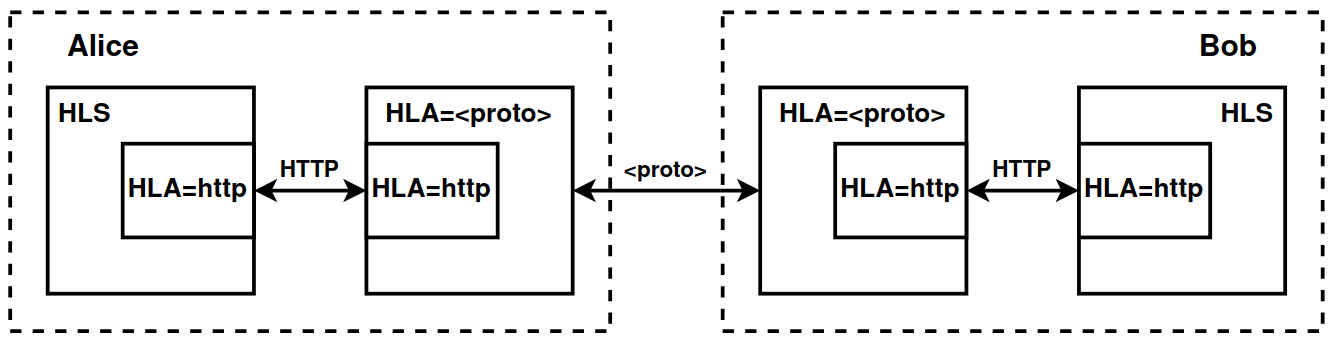 Alice
HLS
HLA=http
HTTP
HLA=<proto>
HLA=http
<proto>
Bob
HLA=<proto>
HLA=http
HTTP
HLS
HLA=http